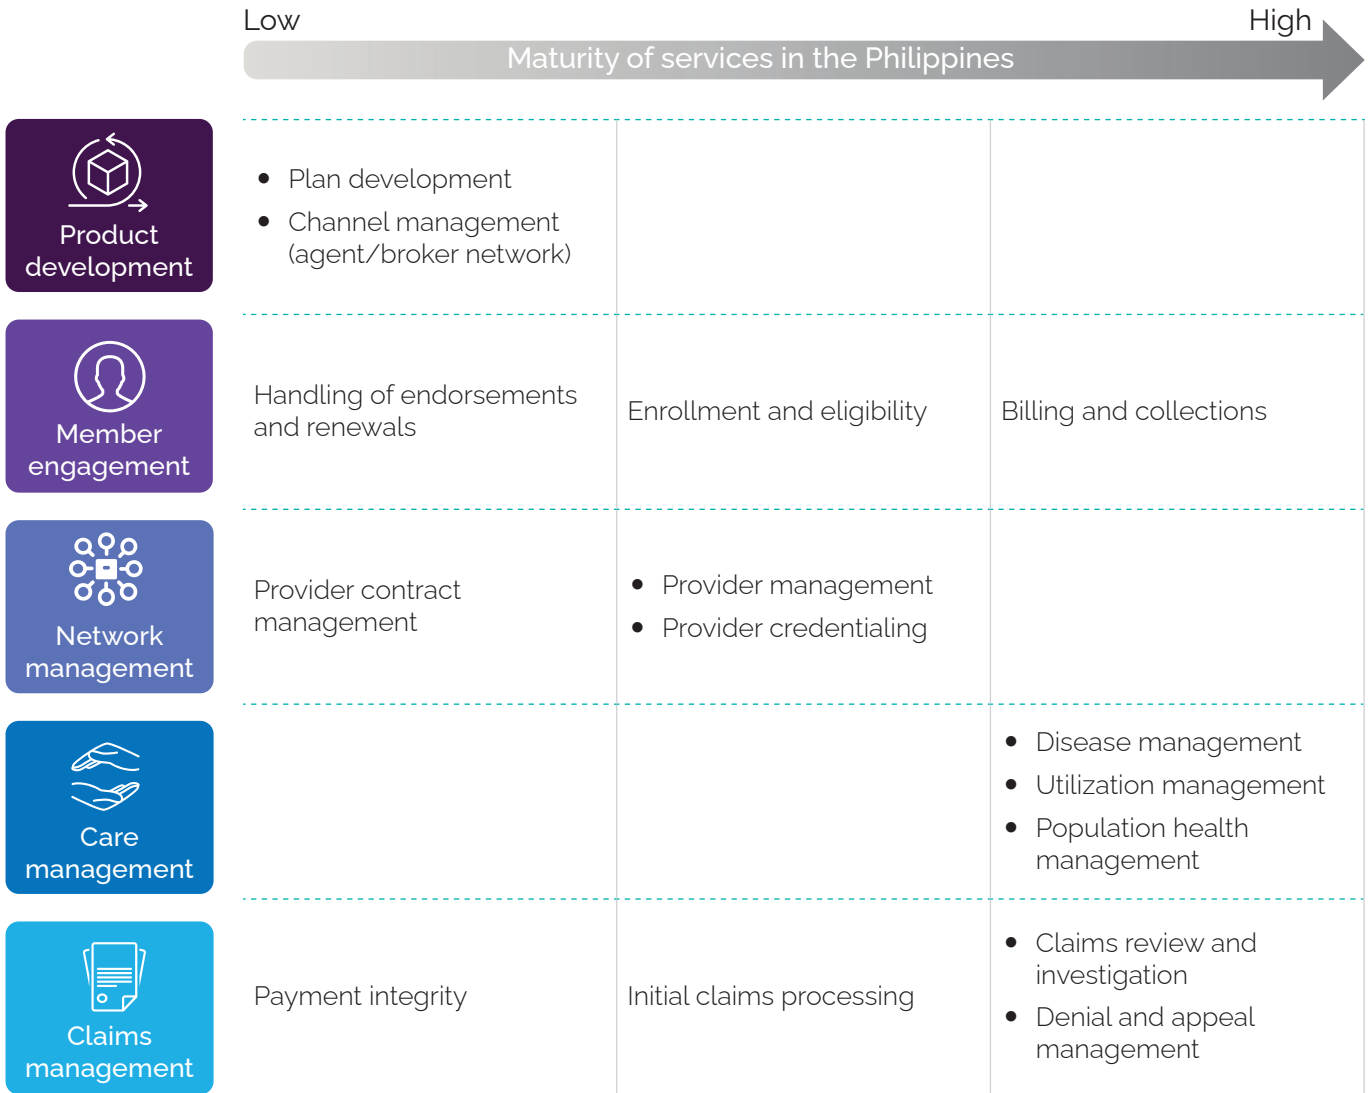 Low
High
Maturity of services in the Philippines
Product
development
• Plan development
• Channel management
(agent/broker network)
Member
engagement
Handling of endorsements
and renewals
Enrollment and eligibility
Billing and collections
Network
management
Provider contract
management
• Provider management
• Provider credentialing
Care
management
• Disease management
• Utilization management
• Population health
management
Claims
management
Payment integrity
Initial claims processing
• Claims review and
investigation
• Denial and appeal
management